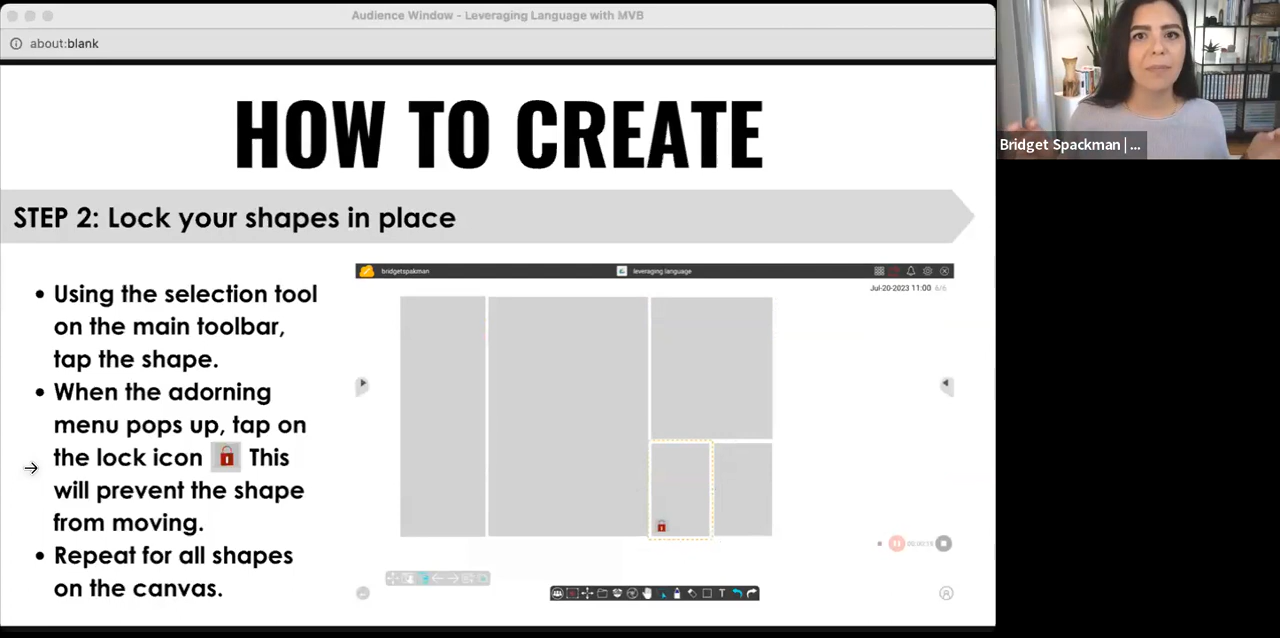 Audience Window - Leveraging Language with MVB
about:blank
Bridget Spackman | ...
HOW TO CREATE
STEP 2: Lock your shapes in place
• Using the selection tool
on the main toolbar,
tap the shape.
• When the adorning
menu pops up, tap on
the lock icon This
will prevent the shape
from moving.
• Repeat for all shapes
on the canvas.
bridgetspakman
leveraging language
Jul-20-2023 11:00 6/6